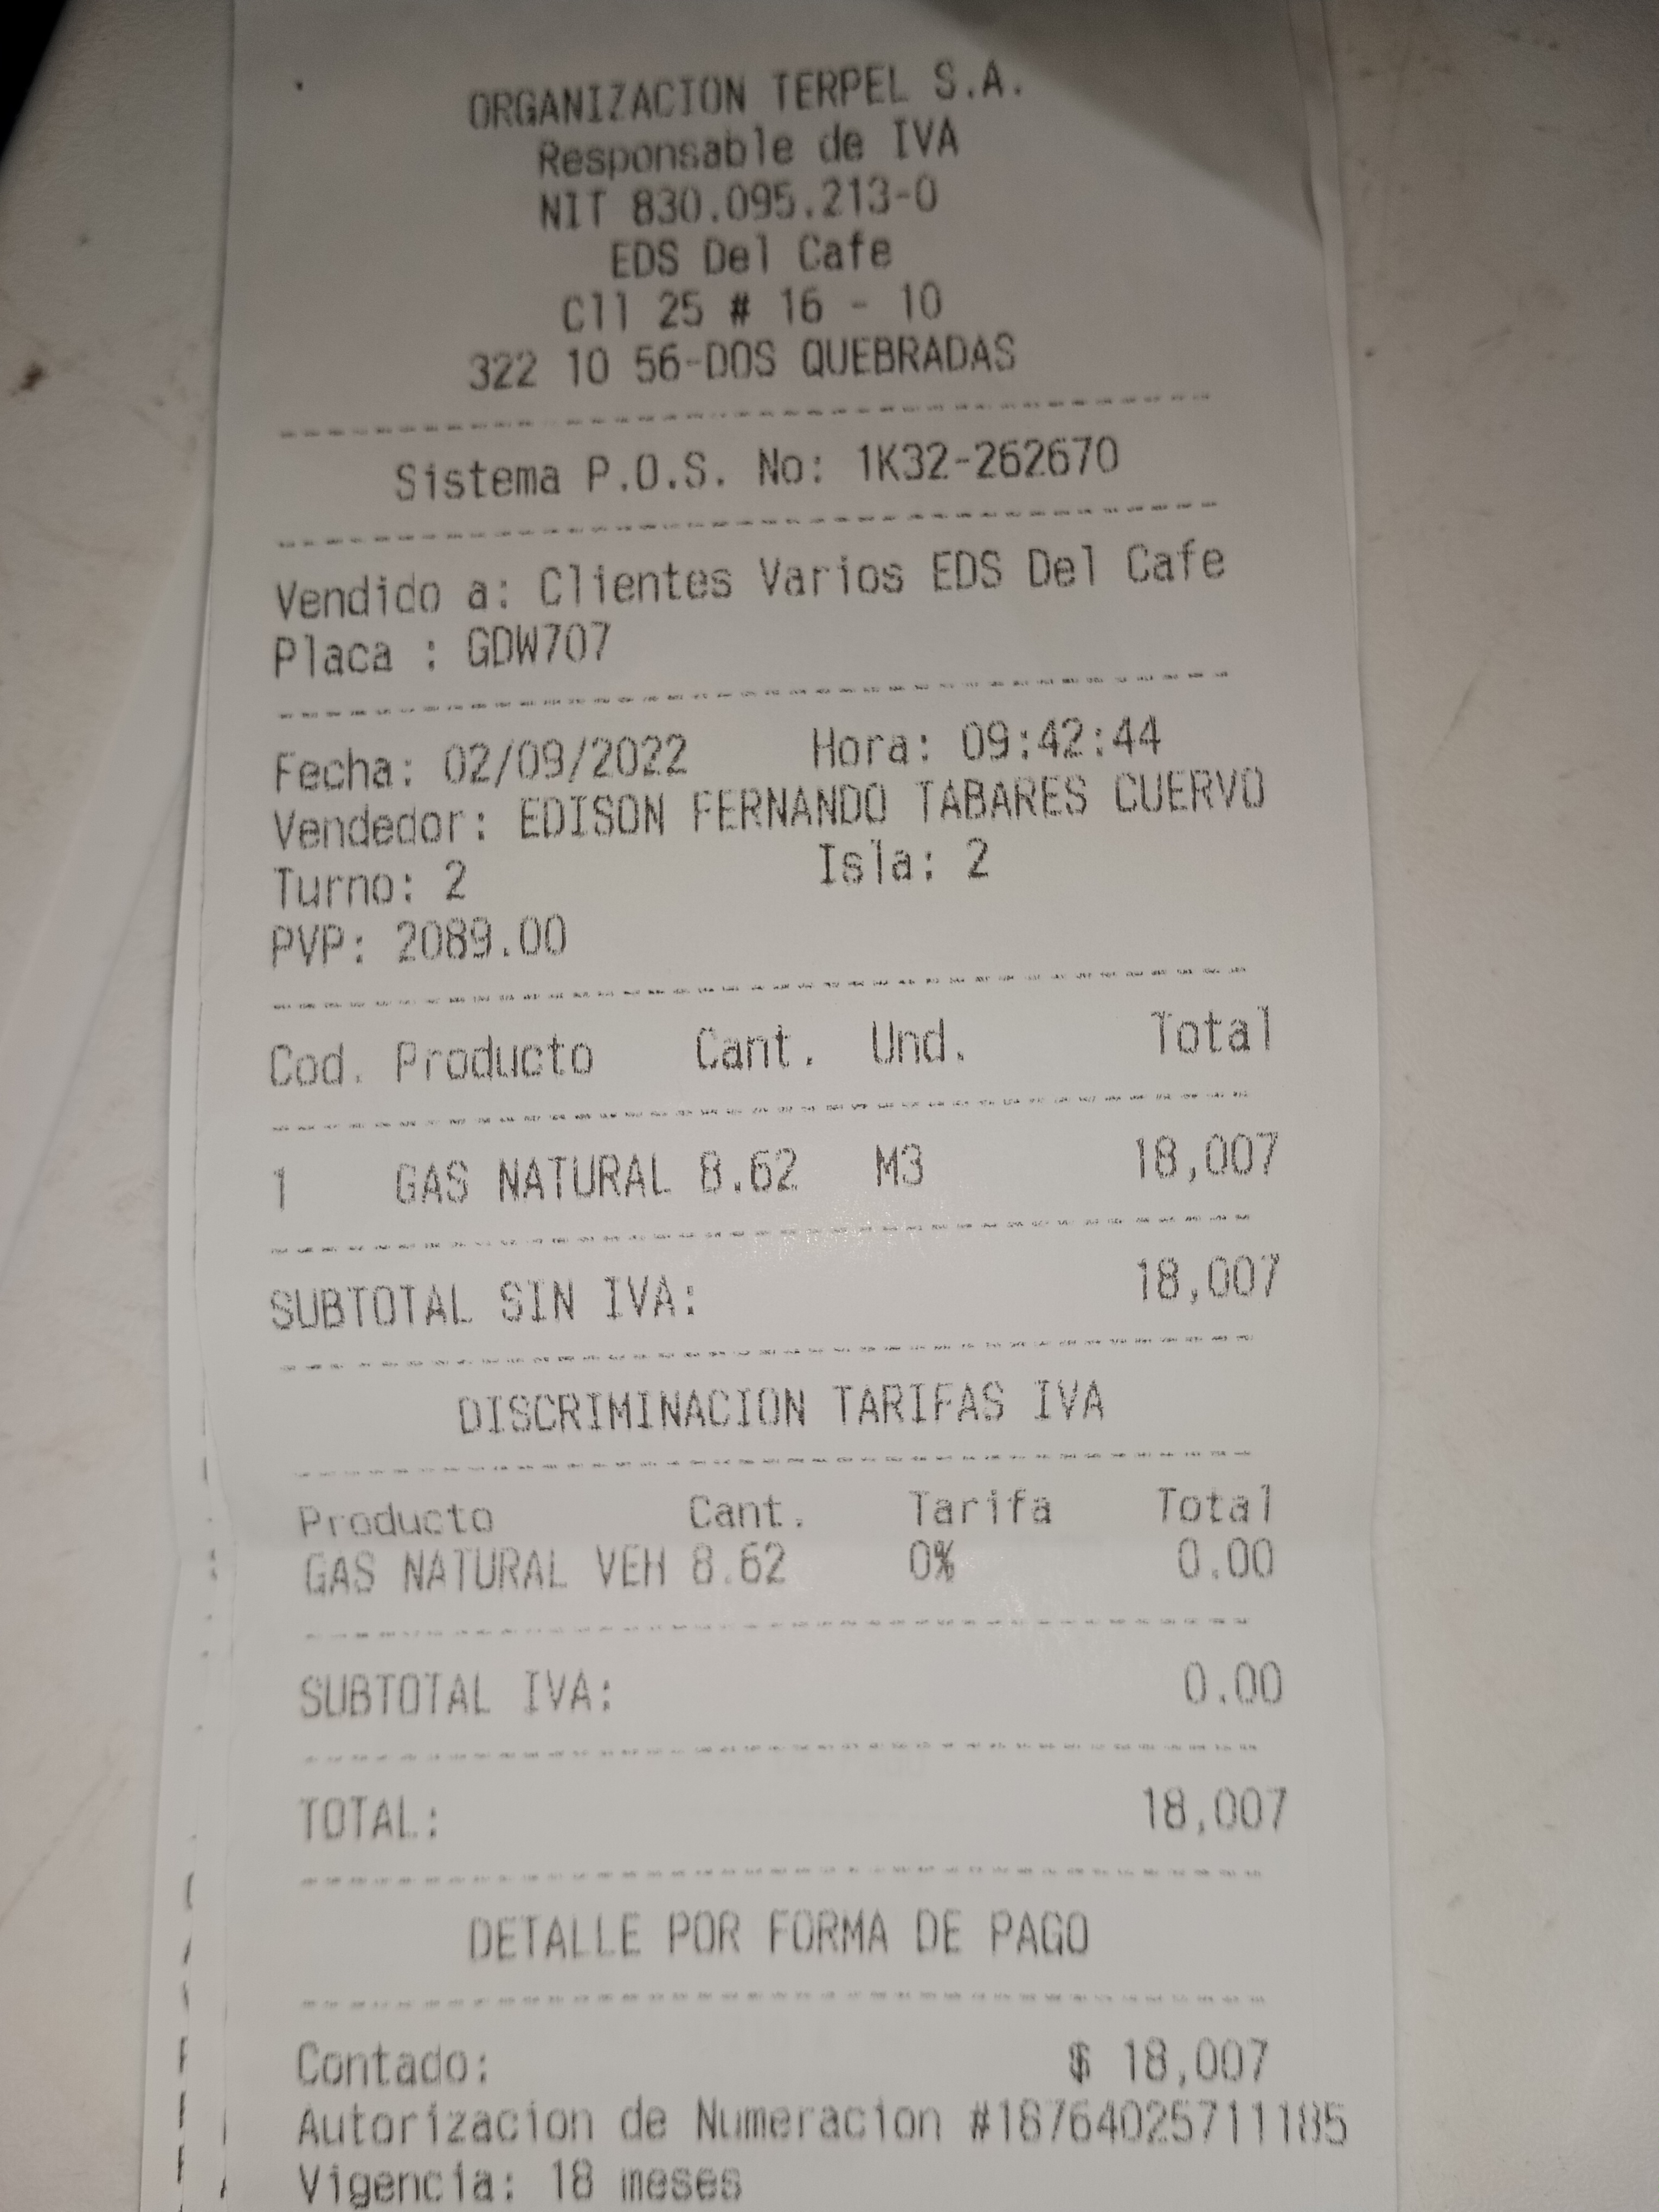 ORGANIZACION TERPEL S.A.
Responsable de IVA
NIT 830.095.213-0
EDS Del Cafe
Cll 25 # 16 - 10
322 10 56-DOS QUEBRADAS
Sistema P.O.S. No: 1K32-262670
Vendido a: Clientes Varios EDS Del Cafe
Placa : GDW707
Fecha: 02/09/2022 Hora: 09:42:44
Vendedor: EDISON FERNANDO TABARES CUERVO
Turno: 2 Isla: 2
PVP: 2089.00
Cod. Producto Cant. Und. Total
1 GAS NATURAL 8.62 M3 18,007
SUBTOTAL SIN IVA: 18,007
DISCRIMINACION TARIFAS IVA
Producto Cant. Tarifa Total
GAS NATURAL VEH 8.62 0% 0.00
SUBTOTAL IVA: 0.00
TOTAL: 18,007
DETALLE POR FORMA DE PAGO
Contado: $ 18,007
Autorizacion de Numeracion #18764025711185
Vigencia: 18 meses